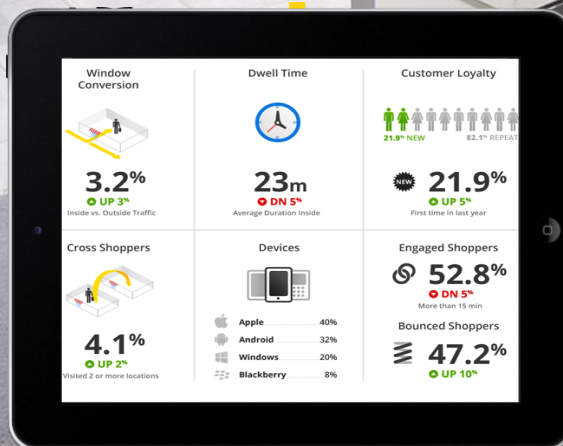 Window
Conversion
3.2%
UP 3%
Inside vs. Outside Traffic
Dwell Time
23m
DN 5%
Average Duration Inside
Customer Loyalty
21.9% NEW
82.1% REPEAT
NEW
21.9%
UP 5%
First time in last year
Cross Shoppers
4.1%
UP 2%
Visited 2 or more locations
Devices
Apple 40%
Android 32%
Windows 20%
Blackberry 8%
Engaged Shoppers
52.8%
DN 5%
More than 15 min
Bounced Shoppers
47.2%
UP 10%